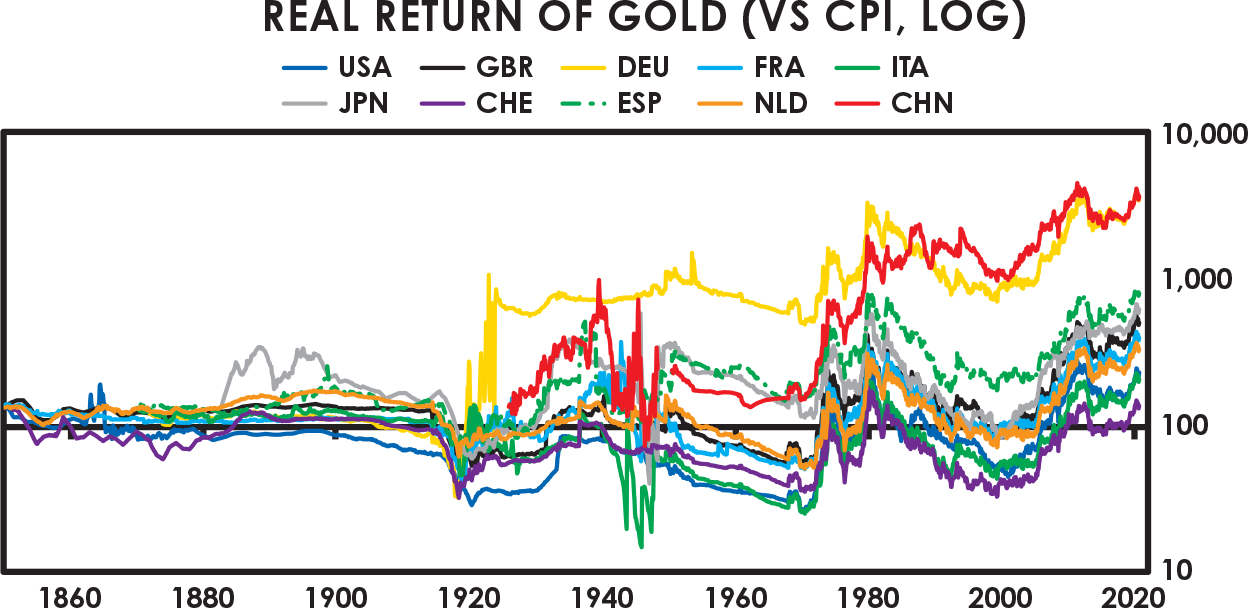 REAL RETURN OF GOLD (VS CPI, LOG)
USA GBR DEU FRA ITA
JPN CHE ESP NLD CHN
10,000
1,000
100
10
1860 1880 1900 1920 1940 1960 1980 2000 2020